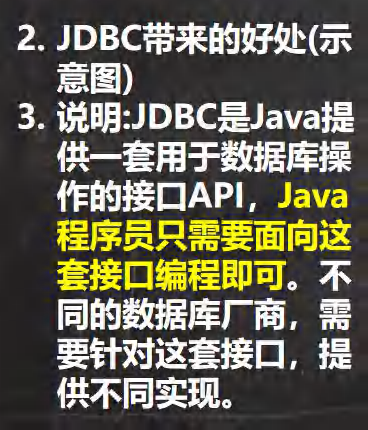 2. JDBC带来的好处(示
意图)
3. 说明:JDBC是Java提
供一套用于数据库操
作的接口API，Java
程序员只需要面向这
套接口编程即可。不
同的数据库厂商，需
要针对这套接口，提
供不同实现。